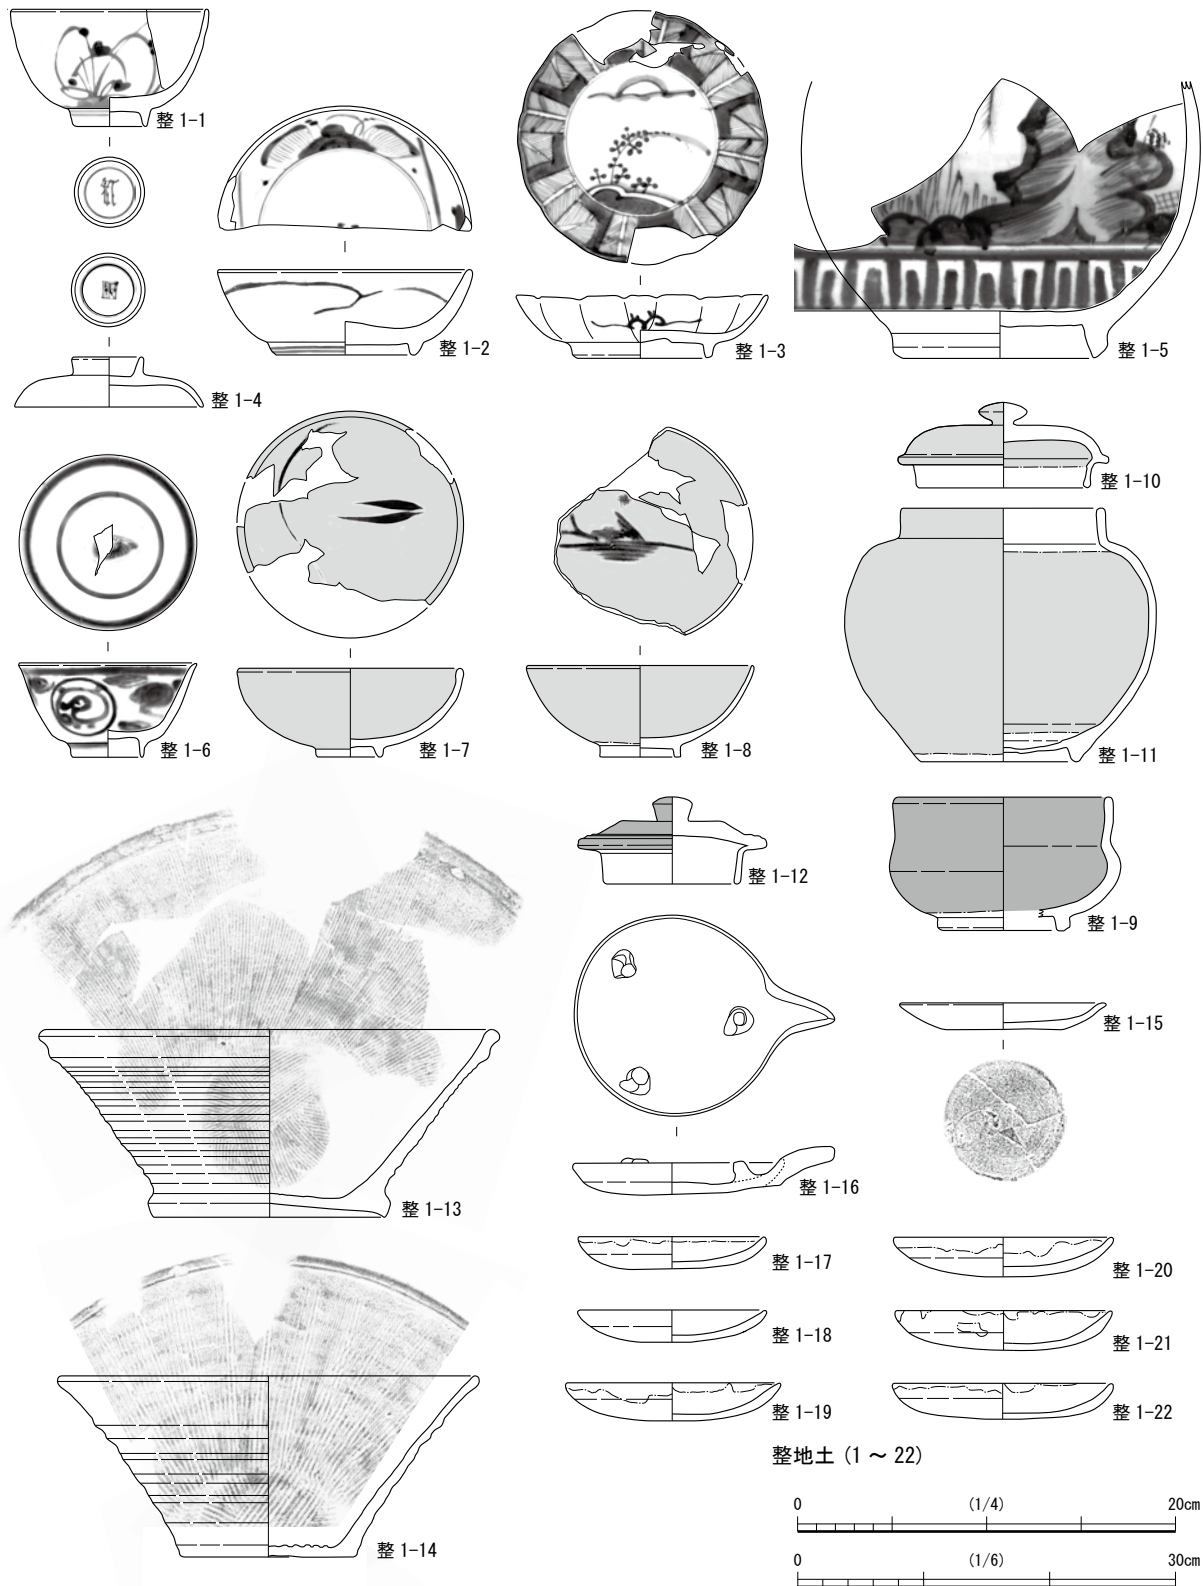 整 1-1
整 1-2
整 1-3
整 1-5
整 1-4
整 1-10
整 1-6
整 1-7
整 1-8
整 1-11
整 1-12
整 1-9
整 1-15
整 1-13
整 1-16
整 1-17
整 1-20
整 1-18
整 1-21
整 1-19
整 1-22
整地土 (1 ～ 22)
整 1-14
0 (1/4) 20cm
0 (1/6) 30cm